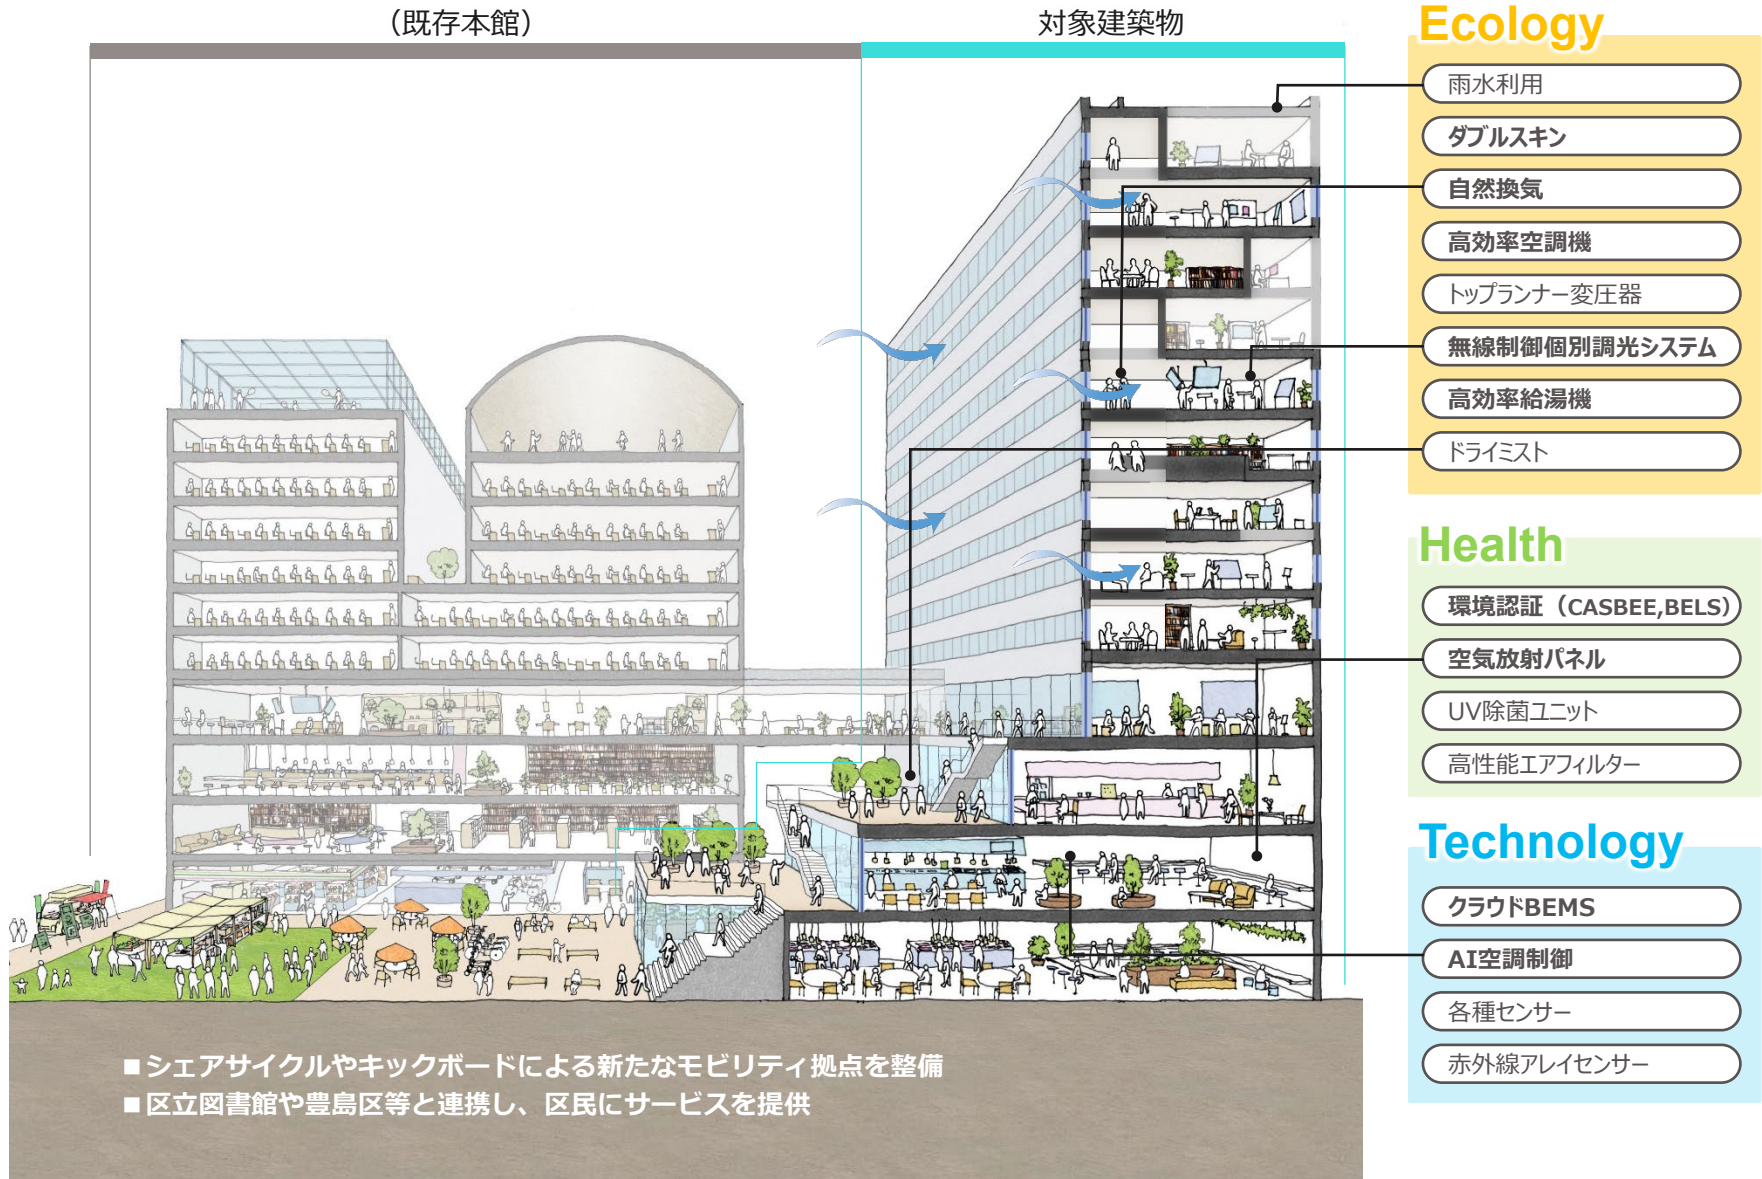 （既存本館）
対象建築物
Ecology
雨水利用
ダブルスキン
自然換気
高効率空調機
トップランナー変圧器
無線制御個別調光システム
高効率給湯機
ドライミスト
Health
環境認証（CASBEE,BELS）
空気放射パネル
UV除菌ユニット
高性能エアフィルター
Technology
クラウドBEMS
AI空調制御
各種センサー
赤外線アレイセンサー
■シェアサイクルやキックボードによる新たなモビリティ拠点を整備
■区立図書館や豊島区等と連携し、区民にサービスを提供